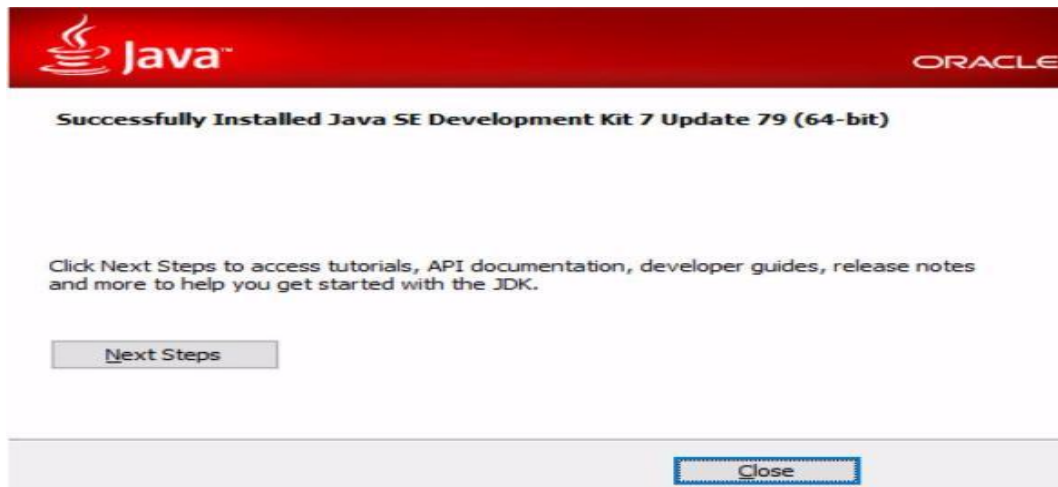 Java™
ORACLE
Successfully Installed Java SE Development Kit 7 Update 79 (64-bit)
Click Next Steps to access tutorials, API documentation, developer guides, release notes
and more to help you get started with the JDK.
Next Steps
Close